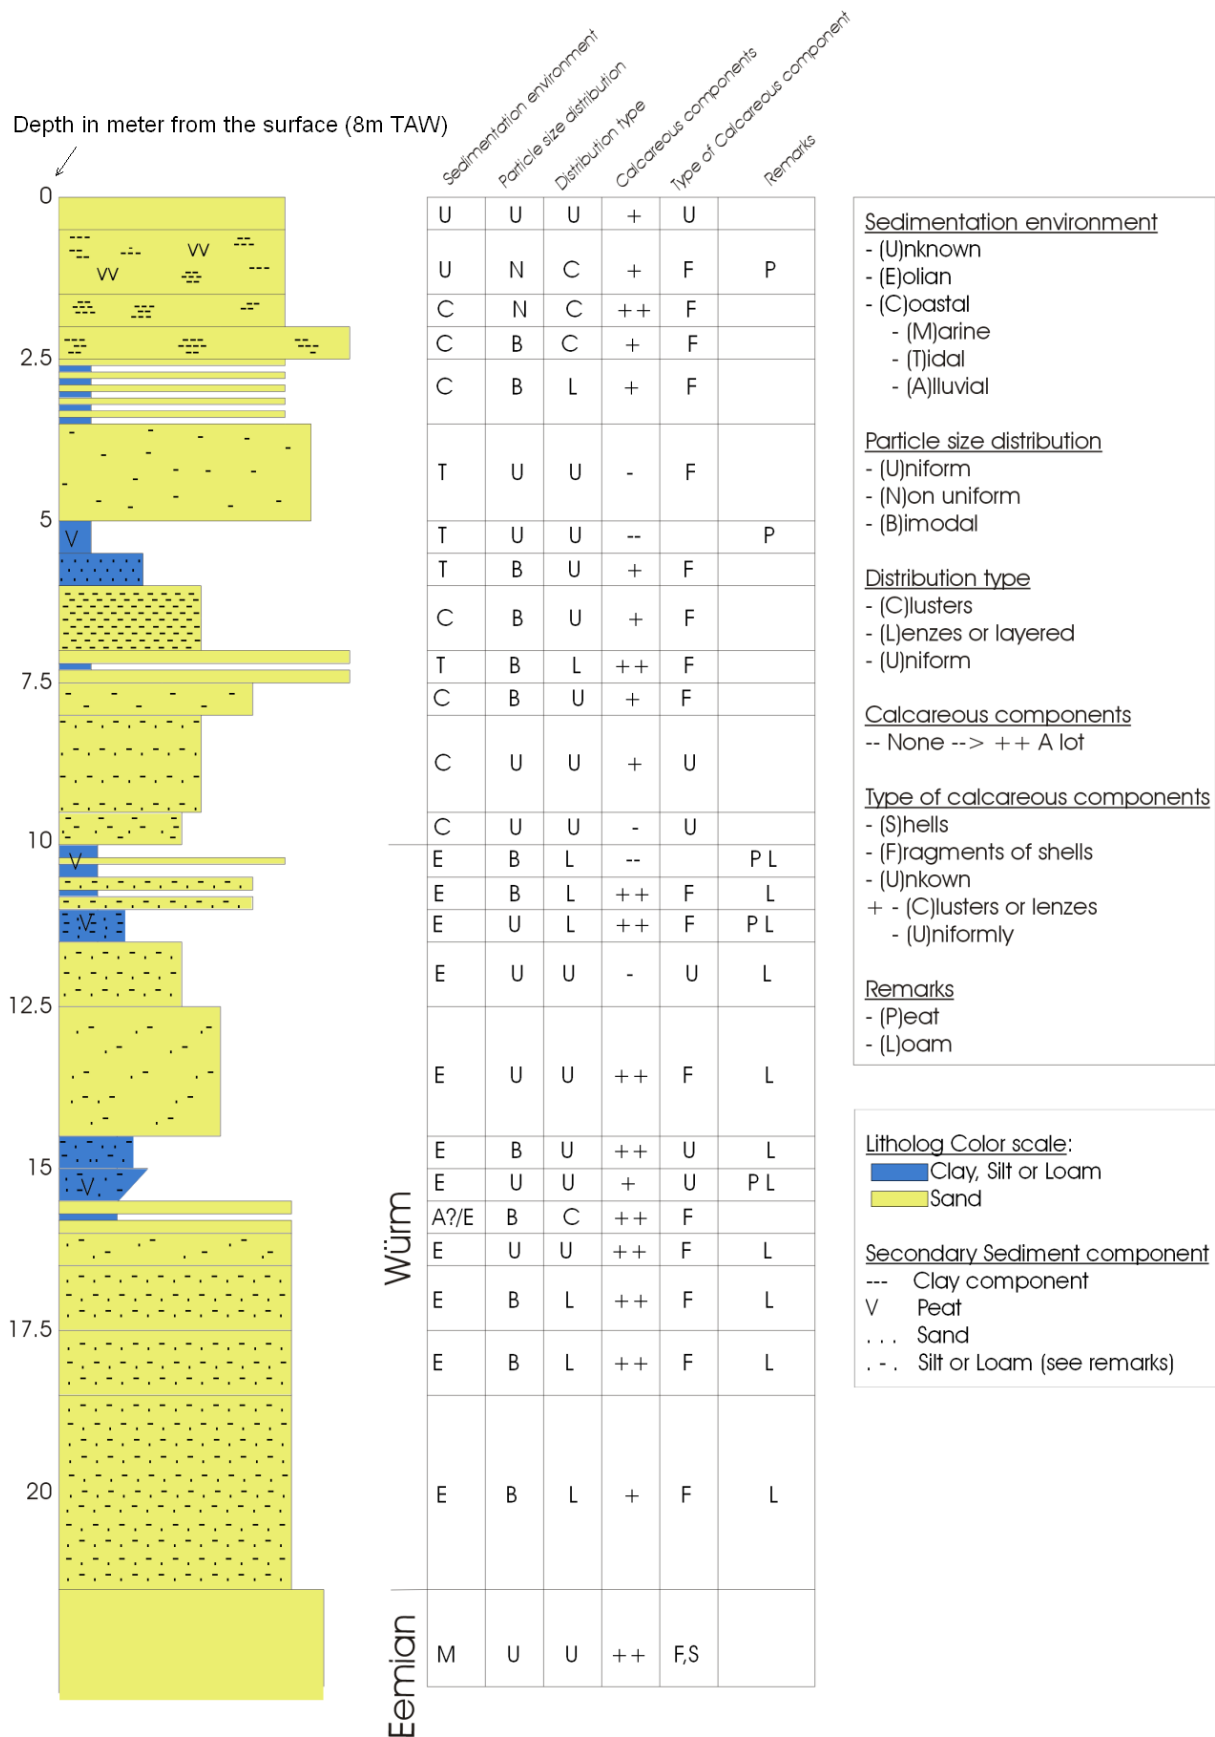 Sedimentation environment
Particle size distribution
Distribution type
Calcareous components
Type of Calcareous component
Remarks
Depth in meter from the surface (8m TAW)
0
2.5
5
7.5
10
12.5
15
17.5
20
VV
VV
V
V
V
V
U U U + U
U N C + F P
C N C ++ F
C B C + F
C B L + F
T U U - F
T U U -- P
T B U + F
C B U + F
T B L ++ F
C B U + F
C U U + U
C U U - U
E B L -- P L
E B L ++ F L
E U L ++ F P L
E U U - U L
E U U ++ F L
E B U ++ U L
E U U + U P L
A?/E B C ++ F
E U U ++ F L
E B L ++ F L
E B L ++ F L
E B L + F L
M U U ++ F,S
Würm
Eemian
Sedimentation environment
- (U)nknown
- (E)olian
- (C)oastal
- (M)arine
- (T)idal
- (A)lluvial
Particle size distribution
- (U)niform
- (N)on uniform
- (B)imodal
Distribution type
- (C)lusters
- (L)enzes or layered
- (U)niform
Calcareous components
-- None --> ++ A lot
Type of calcareous components
- (S)hells
- (F)ragments of shells
- (U)nkown
+ - (C)lusters or lenzes
- (U)niformly
Remarks
- (P)eat
- (L)oam
Litholog Color scale:
Clay, Silt or Loam
Sand
Secondary Sediment component
--- Clay component
V Peat
. . . Sand
. - . Silt or Loam (see remarks)